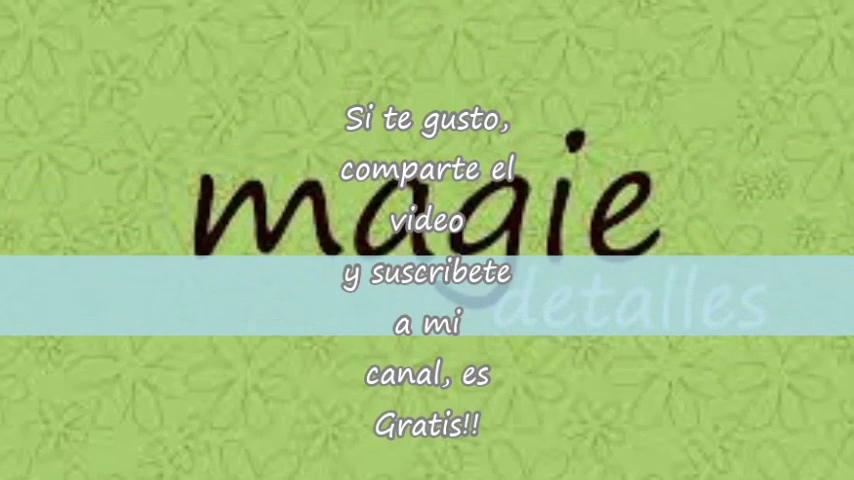 Si te gusto,
comparte el
video
y suscribete
a mi
canal, es
Gratis!!
magie
detalles